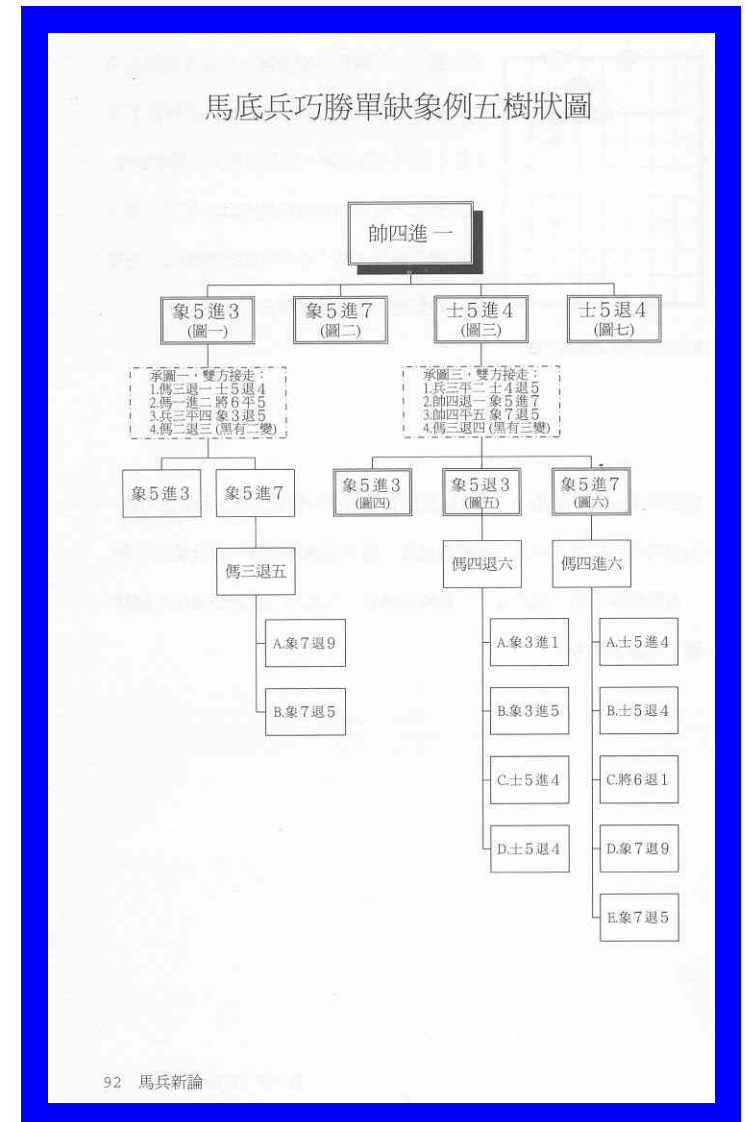 馬底兵巧勝單缺象例五樹狀圖
帥四進一
象5進3
(圖一)
象5進7
(圖二)
士5進4
(圖三)
士5退4
(圖七)
承圖一，雙方接走：
1.傌三退一 士5退4
2.傌一進二 將6平5
3.兵三平四 象3退5
4.傌二退三 (黑有二變)
承圖三，雙方接走：
1.兵三平二 士4退5
2.帥四退一 象5進7
3.帥四平五 象7退5
4.傌三退四 (黑有三變)
象5進3
象5進7
象5進3
(圖四)
象5退3
(圖五)
象5進7
(圖六)
傌三退五
傌四退六
傌四進六
A.象7退9
B.象7退5
A.象3進1
B.象3進5
C.士5進4
D.士5退4
A.士5進4
B.士5退4
C.將6退1
D.象7退9
E.象7退5
92 馬兵新論